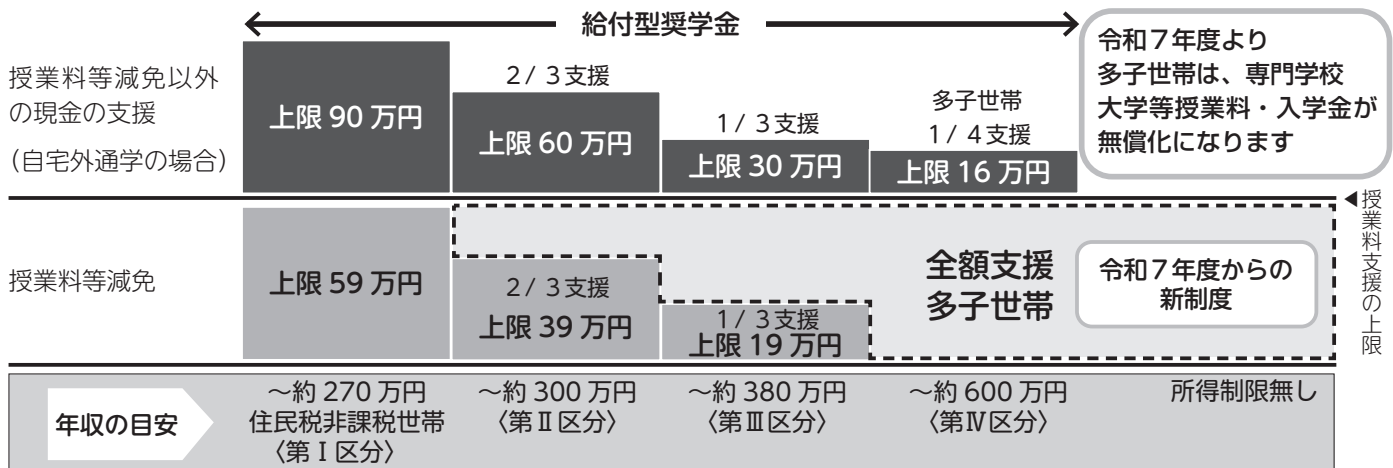 給付型奨学金
授業料等減免以外
の現金の支援
(自宅外通学の場合)
上限 90 万円
2/3支援
上限 60 万円
1/3支援
上限 30 万円
多子世帯
1/4支援
上限 16 万円
令和7年度より
多子世帯は、専門学校
大学等授業料・入学金が
無償化になります
授業料等減免
上限 59 万円
2/3支援
上限 39 万円
1/3支援
上限 19 万円
全額支援
多子世帯
令和7年度からの
新制度
◀授業料支援の上限
年収の目安
~約 270 万円
住民税非課税世帯
〈第Ⅰ区分〉
~約 300 万円
〈第Ⅱ区分〉
~約 380 万円
〈第Ⅲ区分〉
~約 600 万円
〈第Ⅳ区分〉
所得制限無し